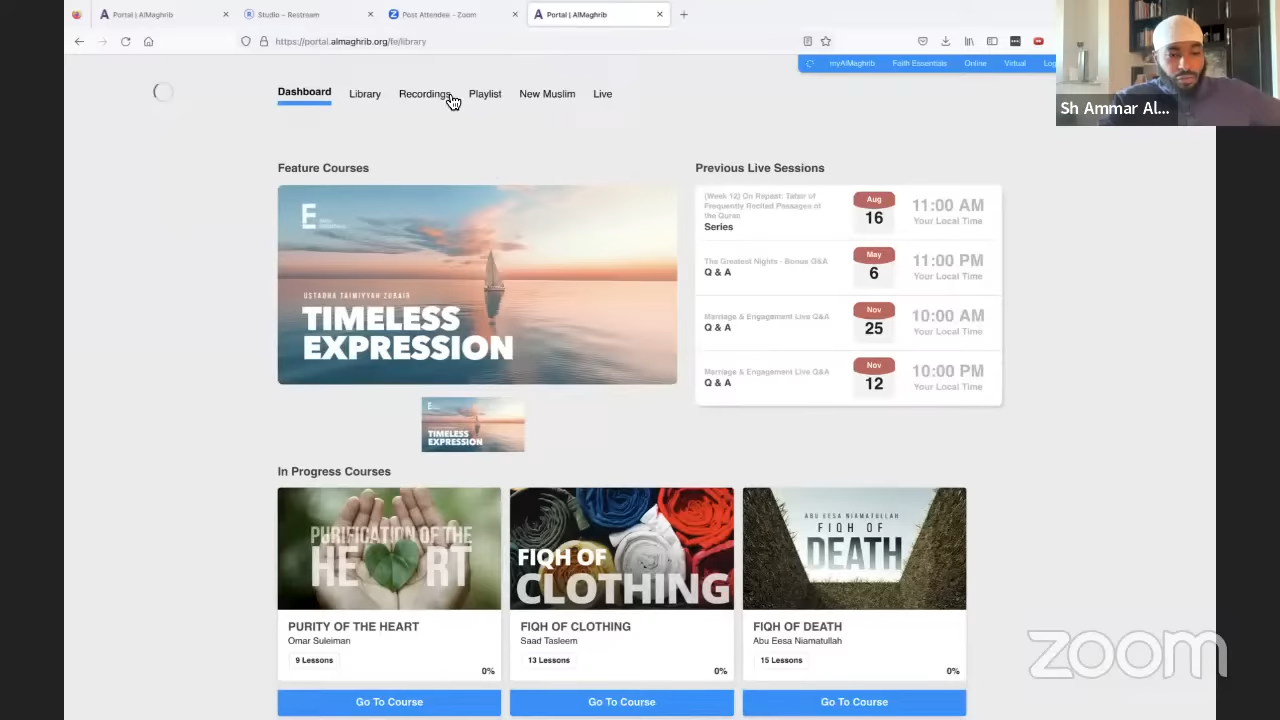 Portal | AlMaghrib
Studio – Restream
Post Attendee – Zoom
Portal | AlMaghrib
https://portal.almaghrib.org/fe/library
myAlMaghrib Faith Essentials Online Virtual Log
Sh Ammar Al...
Dashboard Library Recordings Playlist New Muslim Live
Feature Courses
E
USTADHA TAIMIYYAH ZUBAIR
TIMELESS
EXPRESSION
E
TIMELESS
EXPRESSION
Previous Live Sessions
(Week 12) On Repeat: Tafsir of
Frequently Recited Passages of
the Quran
Series
Aug
16
11:00 AM
Your Local Time
The Greatest Nights - Bonus Q&A
Q & A
May
6
11:00 PM
Your Local Time
Marriage & Engagement Live Q&A
Q & A
Nov
25
10:00 AM
Your Local Time
Marriage & Engagement Live Q&A
Q & A
Nov
12
10:00 PM
Your Local Time
In Progress Courses
PURIFICATION OF THE
HEART
PURITY OF THE HEART
Omar Suleiman
9 Lessons
0%
Go To Course
FIQH OF
CLOTHING
FIQH OF CLOTHING
Saad Tasleem
13 Lessons
0%
Go To Course
ABU EESA NIAMATULLAH
FIQH OF
DEATH
FIQH OF DEATH
Abu Eesa Niamatullah
15 Lessons
0%
Go To Course
zoom